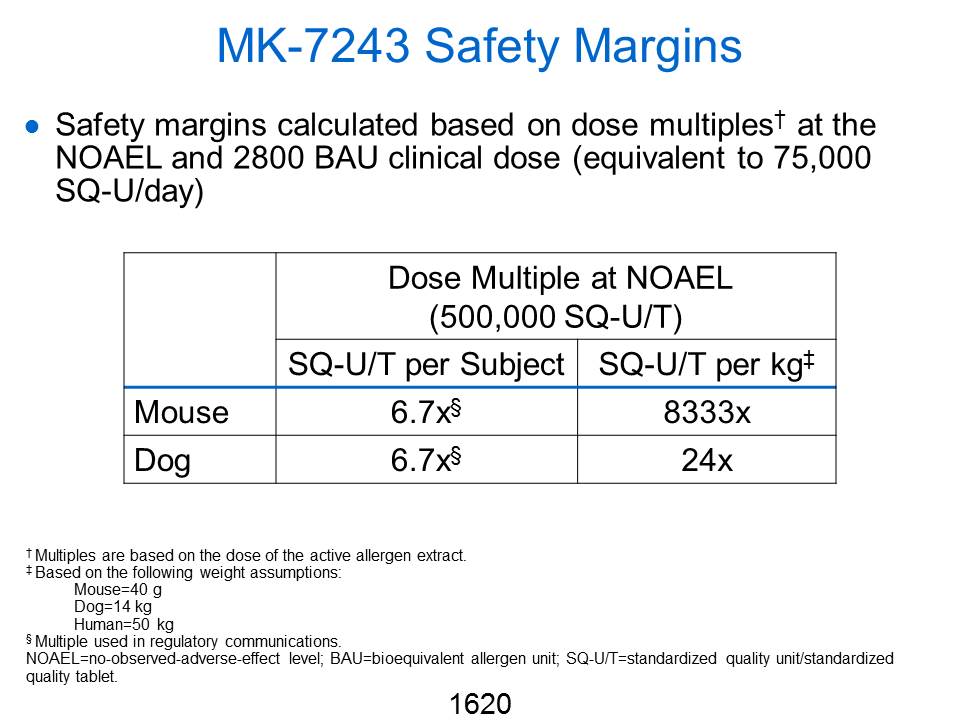 MK-7243 Safety Margins
● Safety margins calculated based on dose multiples† at the
NOAEL and 2800 BAU clinical dose (equivalent to 75,000
SQ-U/day)
Dose Multiple at NOAEL
(500,000 SQ-U/T)
SQ-U/T per Subject SQ-U/T per kg‡
Mouse 6.7x§ 8333x
Dog 6.7x§ 24x
† Multiples are based on the dose of the active allergen extract.
‡ Based on the following weight assumptions:
Mouse=40 g
Dog=14 kg
Human=50 kg
§ Multiple used in regulatory communications.
NOAEL=no-observed-adverse-effect level; BAU=bioequivalent allergen unit; SQ-U/T=standardized quality unit/standardized
quality tablet.
1620